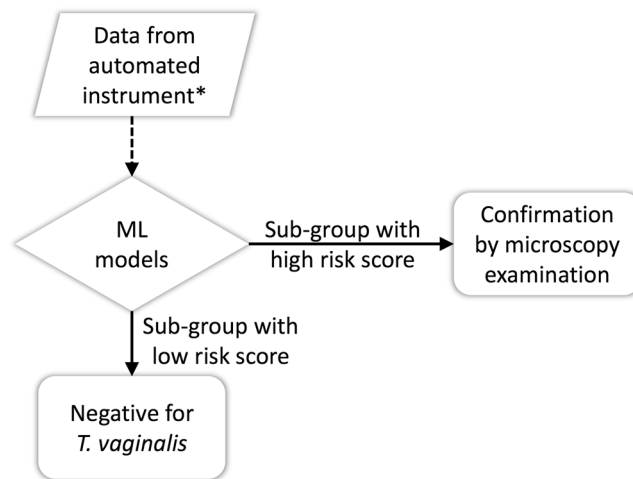 Data from
automated
instrument*
ML
models
Sub-group with
high risk score
Confirmation
by microscopy
examination
Sub-group with
low risk score
Negative for
T. vaginalis